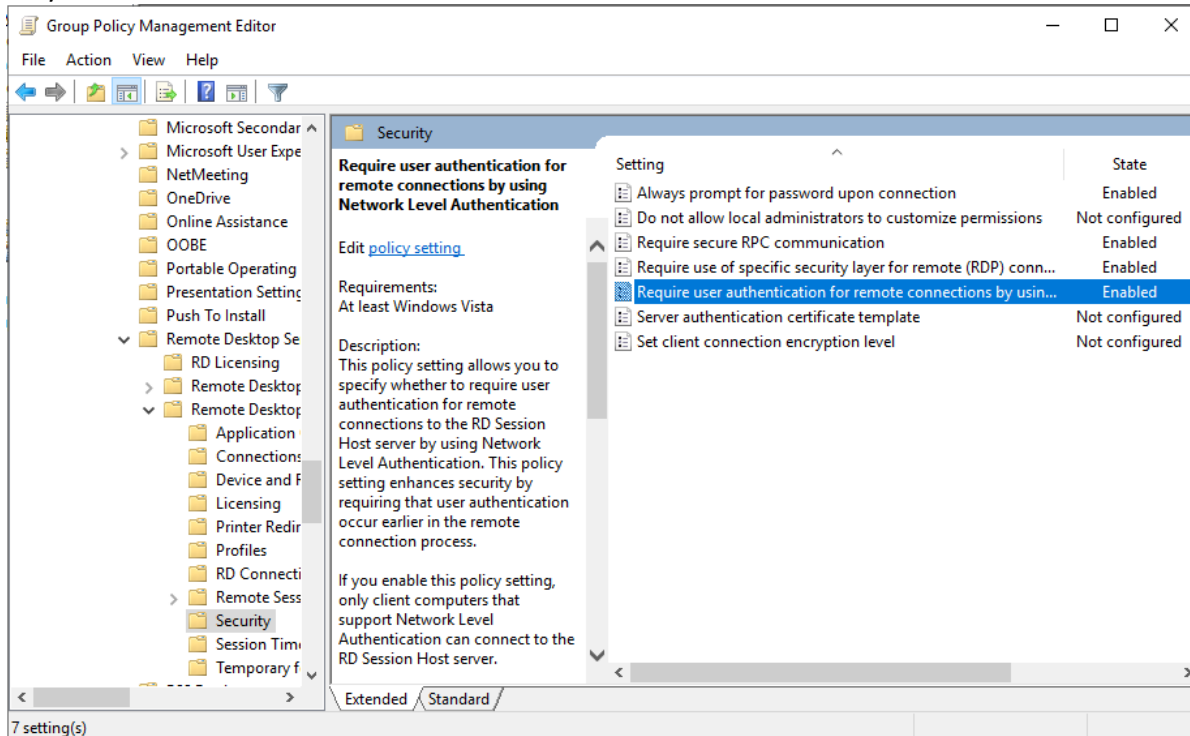 Group Policy Management Editor
File Action View Help
Microsoft Secondar
Microsoft User Expe
NetMeeting
OneDrive
Online Assistance
OOBE
Portable Operating
Presentation Setting
Push To Install
Remote Desktop Se
RD Licensing
Remote Desktop
Remote Desktop
Application
Connections
Device and F
Licensing
Printer Redir
Profiles
RD Connecti
Remote Sess
Security
Session Time
Temporary f
Security
Require user authentication for
remote connections by using
Network Level Authentication
Edit policy setting
Requirements:
At least Windows Vista
Description:
This policy setting allows you to
specify whether to require user
authentication for remote
connections to the RD Session
Host server by using Network
Level Authentication. This policy
setting enhances security by
requiring that user authentication
occur earlier in the remote
connection process.
If you enable this policy setting,
only client computers that
support Network Level
Authentication can connect to the
RD Session Host server.
Setting State
Always prompt for password upon connection Enabled
Do not allow local administrators to customize permissions Not configured
Require secure RPC communication Enabled
Require use of specific security layer for remote (RDP) conn... Enabled
Require user authentication for remote connections by usin... Enabled
Server authentication certificate template Not configured
Set client connection encryption level Not configured
Extended Standard
7 setting(s)